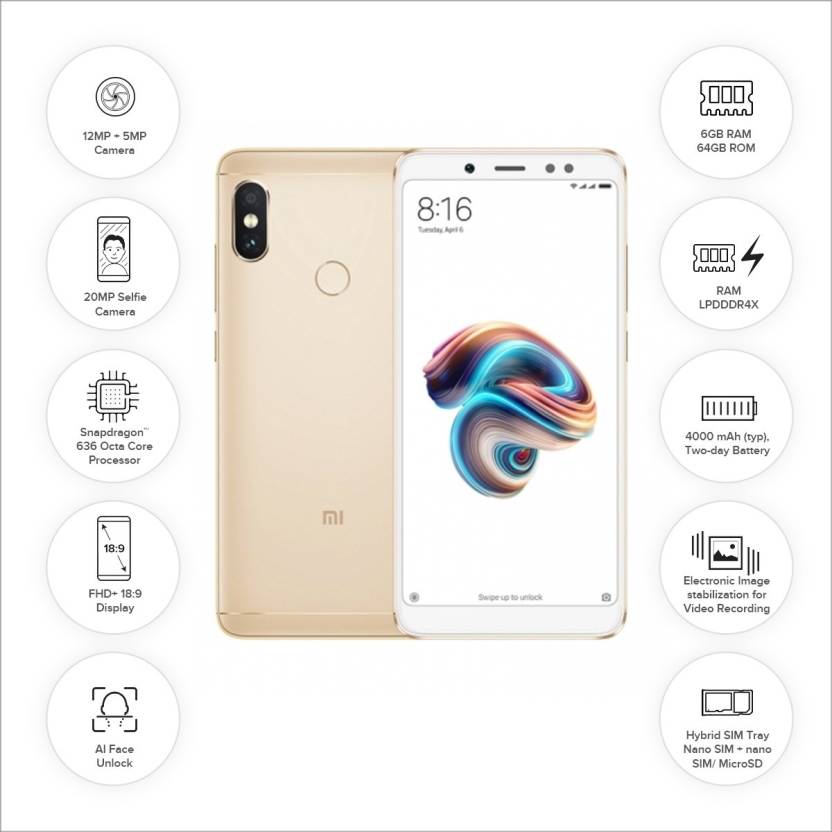 12MP + 5MP
Camera
20MP Selfie
Camera
Snapdragon™
636 Octa Core
Processor
18:9
FHD+ 18:9
Display
AI Face
Unlock
mi
8:16
Tuesday, April 6
Swipe up to unlock
6GB RAM
64GB ROM
RAM
LPDDDR4X
4000 mAh (typ),
Two-day Battery
Electronic Image
stabilization for
Video Recording
Hybrid SIM Tray
Nano SIM + nano
SIM/ MicroSD